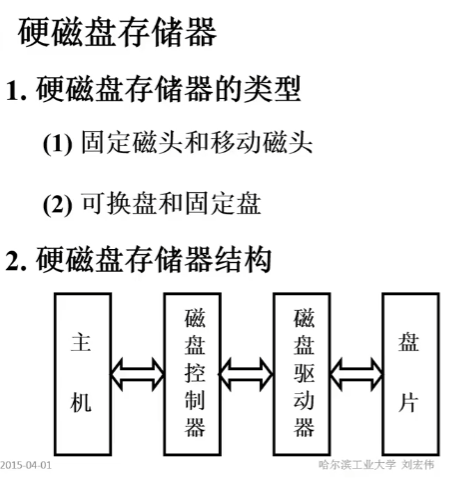 硬磁盘存储器
1. 硬磁盘存储器的类型
(1) 固定磁头和移动磁头
(2) 可换盘和固定盘
2. 硬磁盘存储器结构
主机
磁盘控制器
磁盘驱动器
盘片
2015-04-01
哈尔滨工业大学 刘宏伟